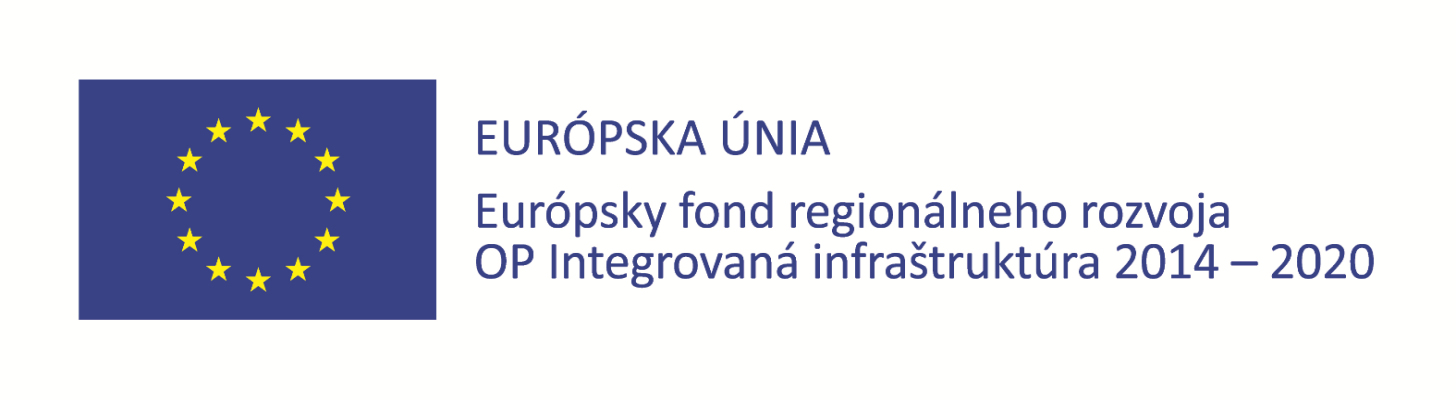 EURÓPSKA ÚNIA
Európsky fond regionálneho rozvoja
OP Integrovaná infraštruktúra 2014 – 2020